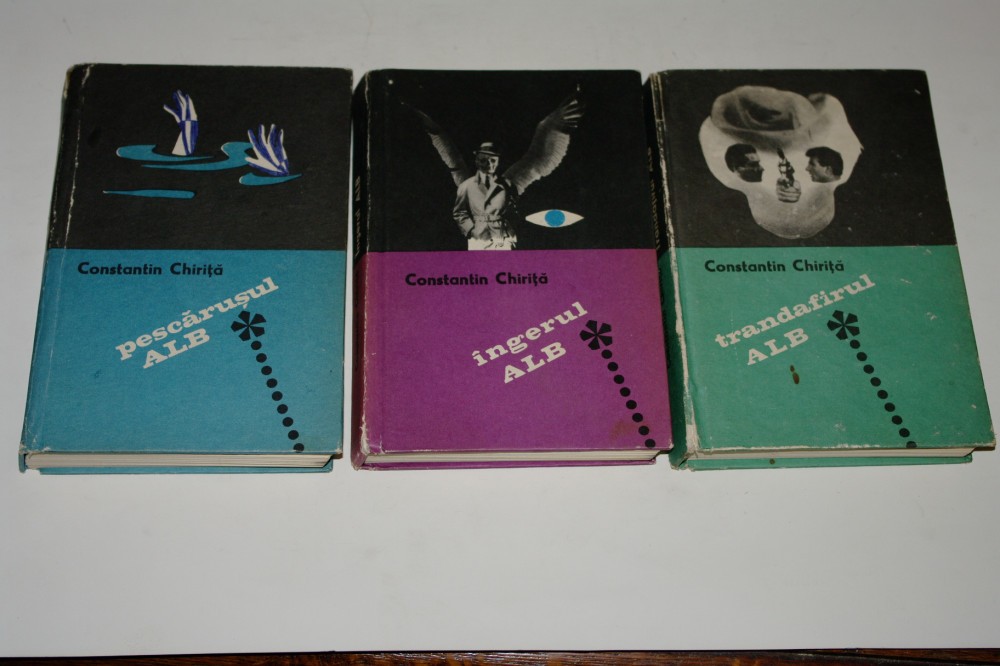 Constantin Chiriță
pescărușul
ALB
Constantin Chiriță
îngerul
ALB
Constantin Chiriță
trandafirul
ALB